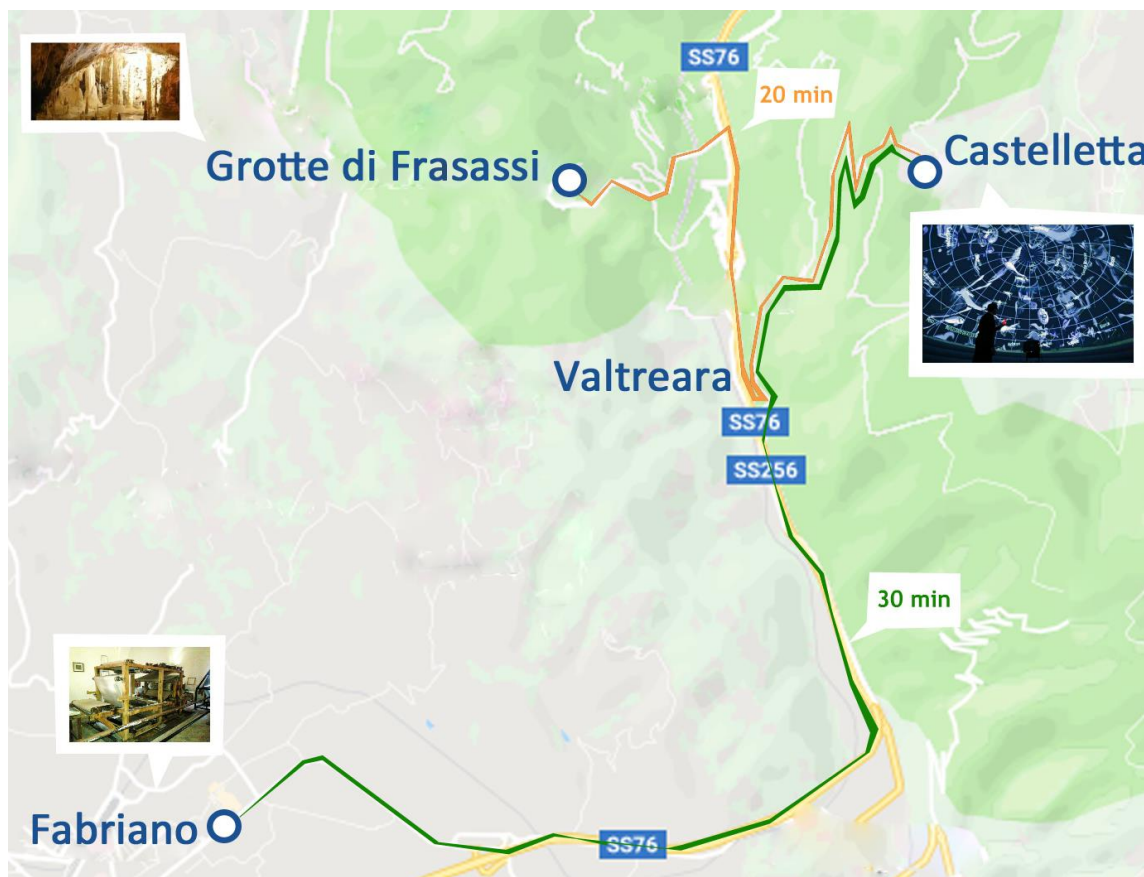 SS76
20 min
Grotte di Frasassi
Castelletta
Valtreara
SS76
SS256
30 min
Fabriano
SS76